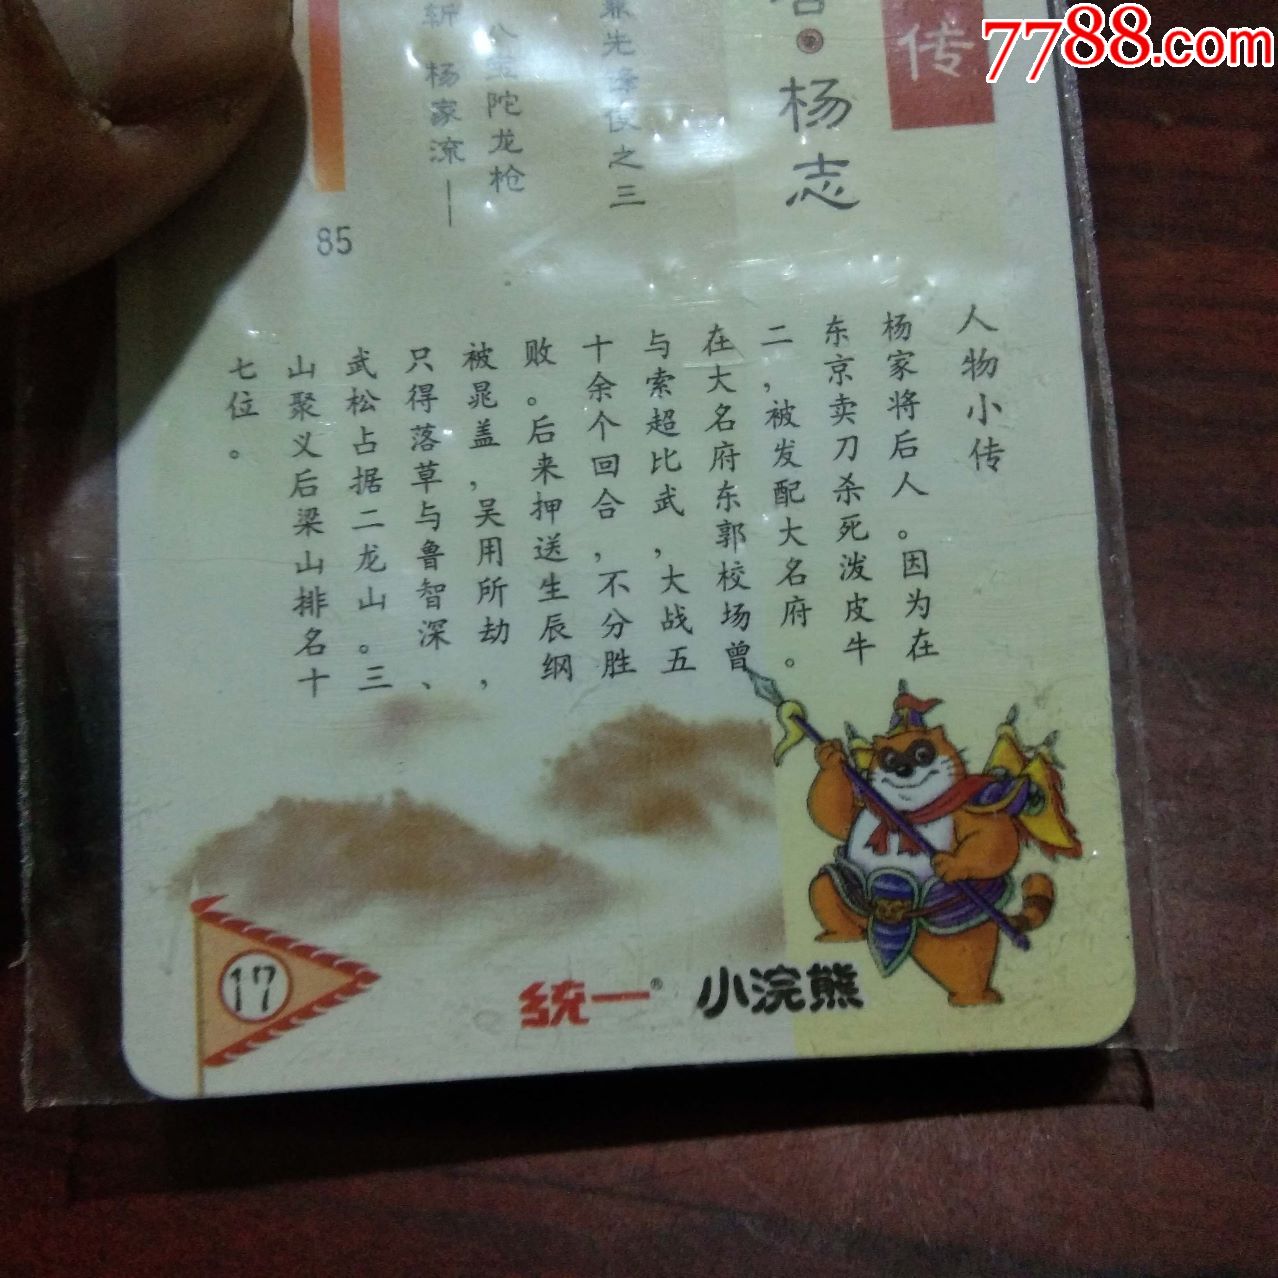 7788.com
传
杨志
兼先锋使之三
八宝陀龙枪
斩 杨家流—
85
人物小传
杨家将后人。因为在
东京卖刀杀死泼皮牛
二,被发配大名府。
在大名府东郭校场曾
与索超比武,大战五
十余个回合,不分胜
败。后来押送生辰纲
被晁盖,吴用所劫,
只得落草与鲁智深、
武松占据二龙山。三
山聚义后梁山排名十
七位。
17
统一® 小浣熊